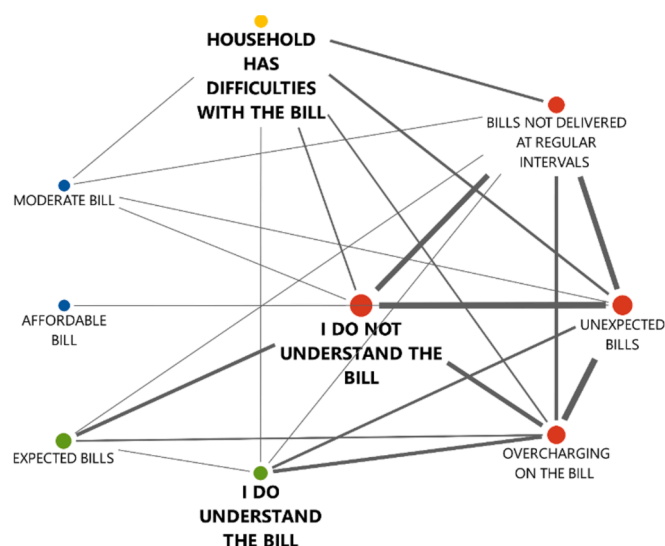 HOUSEHOLD
HAS
DIFFICULTIES
WITH THE BILL
BILLS NOT DELIVERED
AT REGULAR
INTERVALS
MODERATE BILL
AFFORDABLE
BILL
I DO NOT
UNDERSTAND THE
BILL
UNEXPECTED
BILLS
EXPECTED BILLS
OVERCHARGING
ON THE BILL
I DO
UNDERSTAND
THE BILL